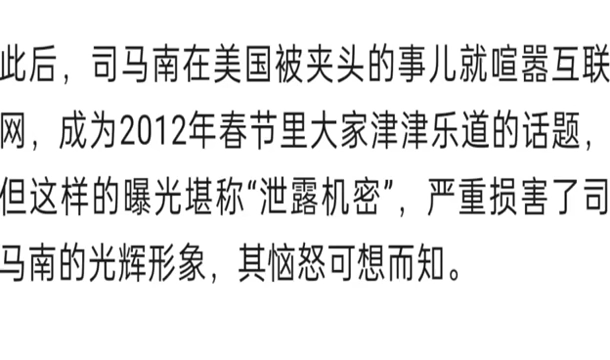 此后，司马南在美国被夹头的事儿就喧嚣互联
网，成为2012年春节里大家津津乐道的话题，
但这样的曝光堪称“泄露机密”，严重损害了司
马南的光辉形象，其恼怒可想而知。